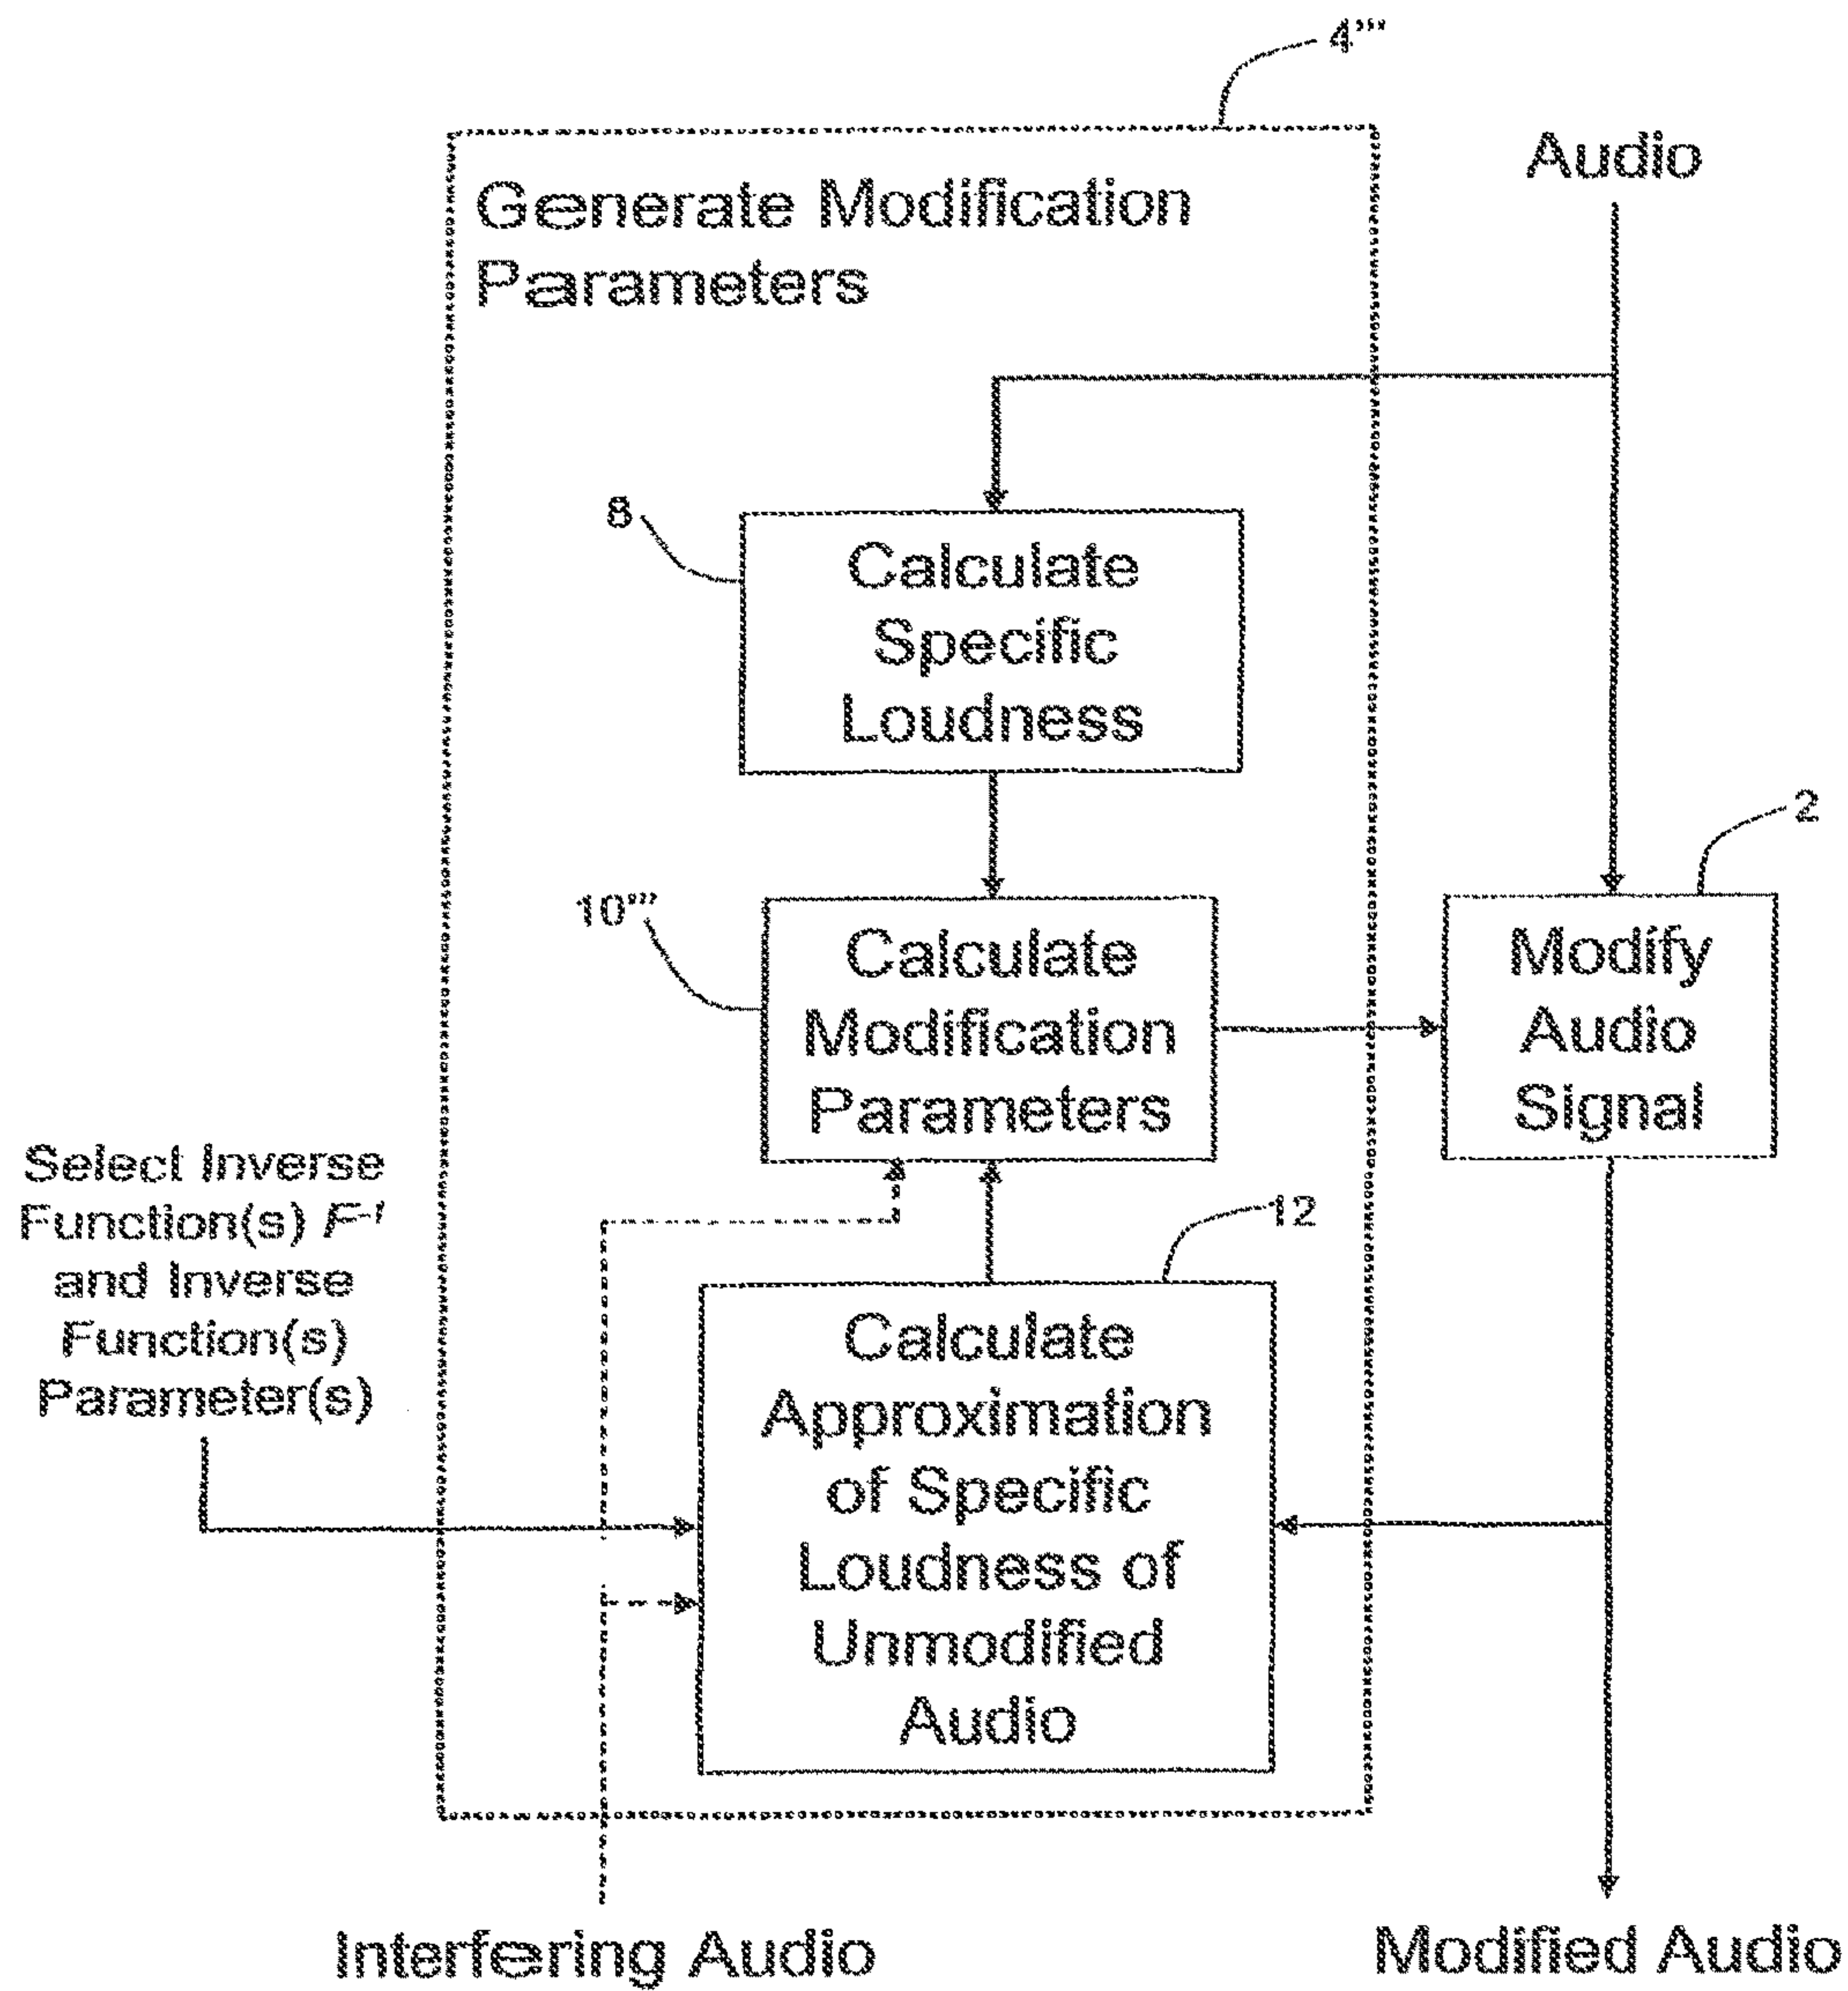 4'''
Audio
Generate Modification
Parameters
8
Calculate
Specific
Loudness
2
10'''
Calculate
Modification
Parameters
Modify
Audio
Signal
Select Inverse
Function(s) F-1
and Inverse
Function(s)
Parameter(s)
12
Calculate
Approximation
of Specific
Loudness of
Unmodified
Audio
Interfering Audio
Modified Audio